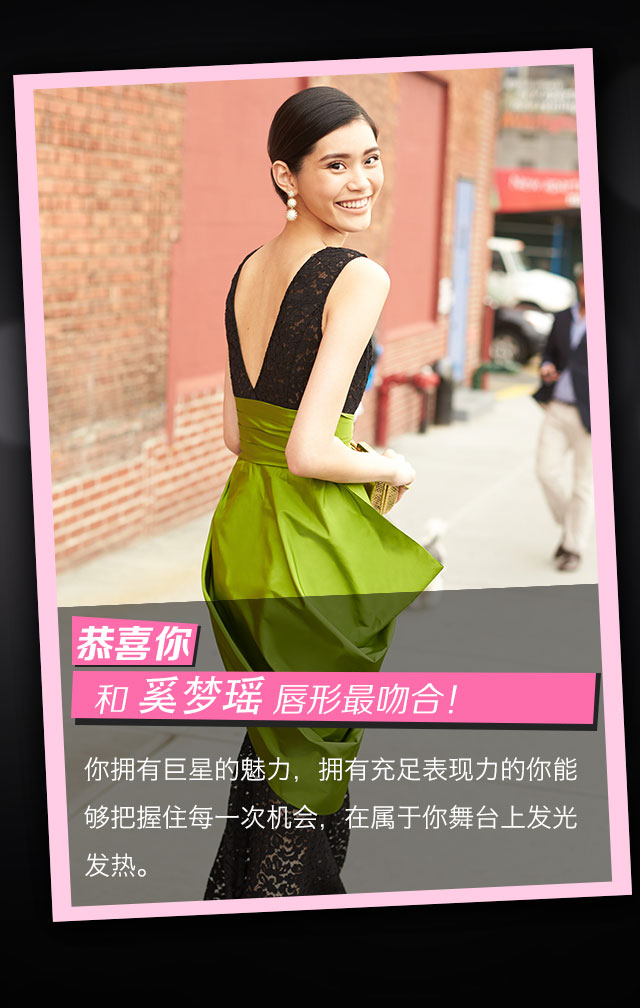 Now open
恭喜你
和 奚梦瑶 唇形最吻合！
你拥有巨星的魅力，拥有充足表现力的你能
够把握住每一次机会，在属于你舞台上发光
发热。